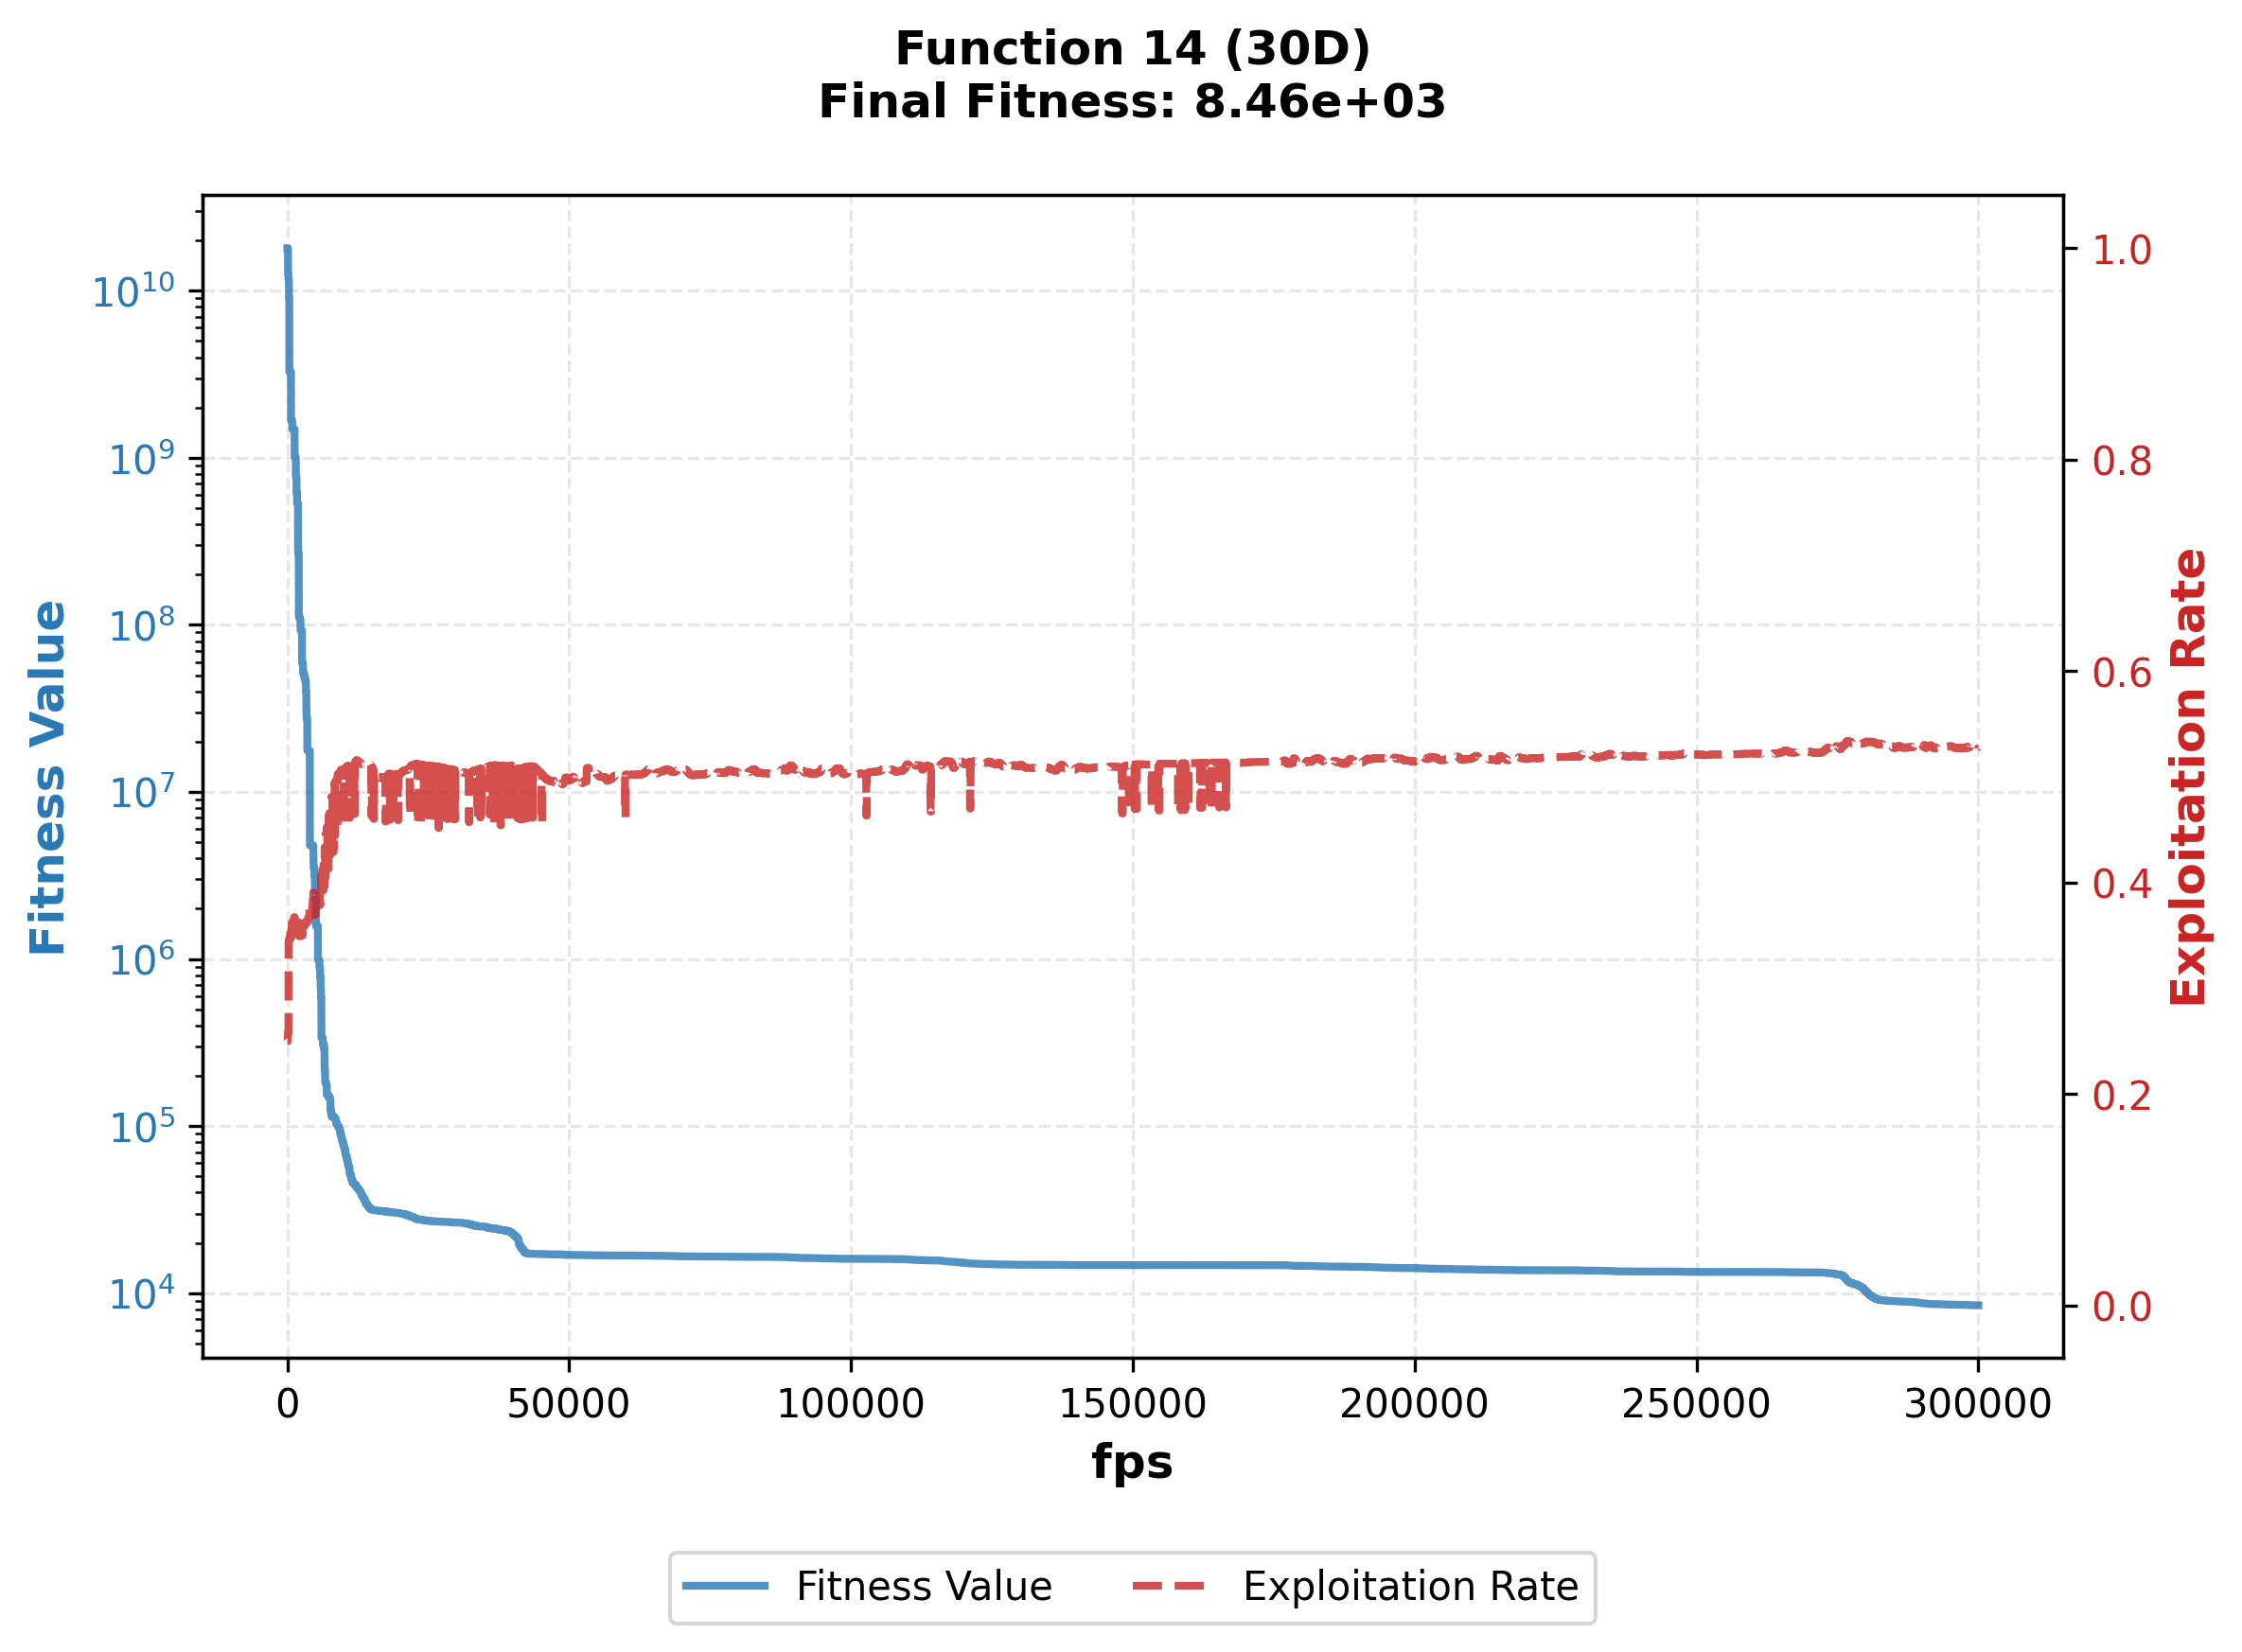 Function 14 (30D)
Final Fitness: 8.46e+03
Fitness Value
10¹⁰
10⁹
10⁸
10⁷
10⁶
10⁵
10⁴
1.0
0.8
0.6
0.4
0.2
0.0
Exploitation Rate
0 50000 100000 150000 200000 250000 300000
fps
Fitness Value Exploitation Rate